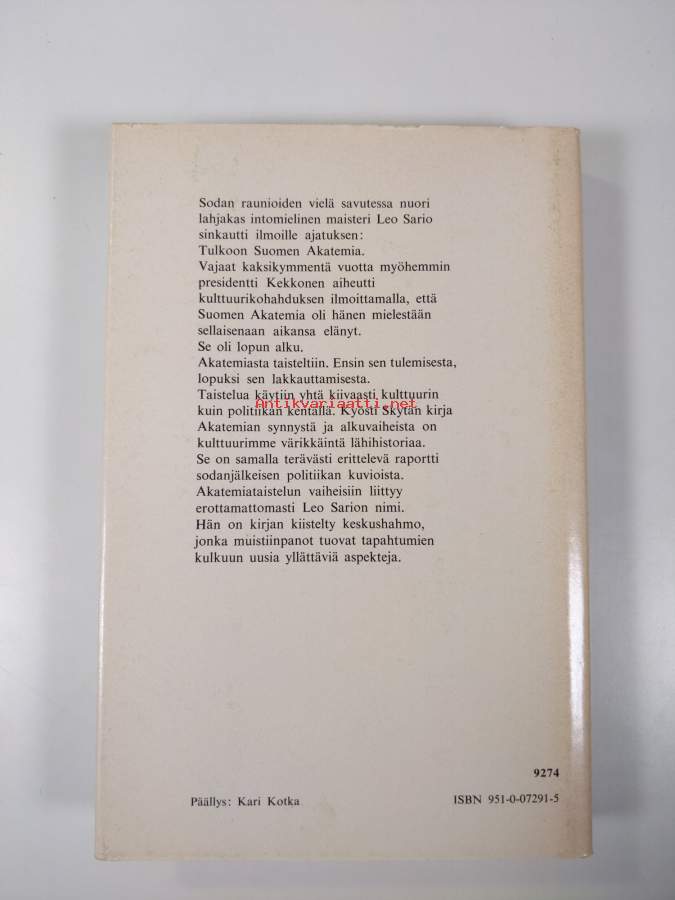 Sodan raunioiden vielä savutessa nuori
lahjakas intomielinen maisteri Leo Sario
sinkautti ilmoille ajatuksen:
Tulkoon Suomen Akatemia.
Vajaat kaksikymmentä vuotta myöhemmin
presidentti Kekkonen aiheutti
kulttuurikohahduksen ilmoittamalla, että
Suomen Akatemia oli hänen mielestään
sellaisenaan aikansa elänyt.
Se oli lopun alku.
Akatemiasta taisteltiin. Ensin sen tulemisesta,
lopuksi sen lakkauttamisesta.
Taistelua käytiin yhtä kiivaasti kulttuurin
Antikvariaatti.net
kuin politiikan kentällä. Kyösti Skytän kirja
Akatemian synnystä ja alkuvaiheista on
kulttuurimme värikkäintä lähihistoriaa.
Se on samalla terävästi erittelevä raportti
sodanjälkeisen politiikan kuvioista.
Akatemiataistelun vaiheisiin liittyy
erottamattomasti Leo Sarion nimi.
Hän on kirjan kiistelty keskushahmo,
jonka muistiinpanot tuovat tapahtumien
kulkuun uusia yllättäviä aspekteja.
9274
Päällys: Kari Kotka
ISBN 951-0-07291-5